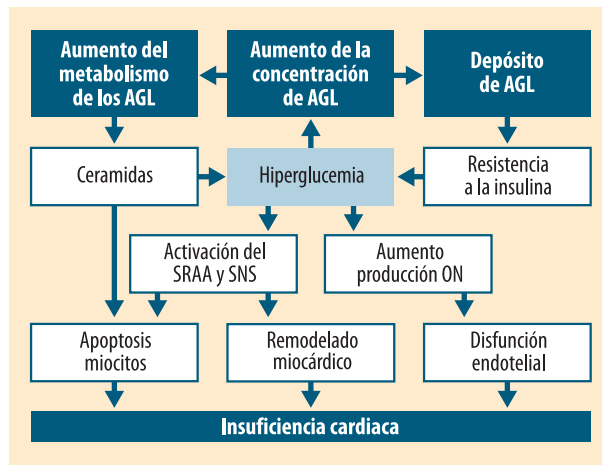 Aumento del
metabolismo
de los AGL
Aumento de la
concentración
de AGL
Depósito
de AGL
Ceramidas
Hiperglucemia
Resistencia
a la insulina
Activación del
SRAA y SNS
Aumento
producción ON
Apoptosis
miocitos
Remodelado
miocárdico
Disfunción
endotelial
Insuficiencia cardiaca